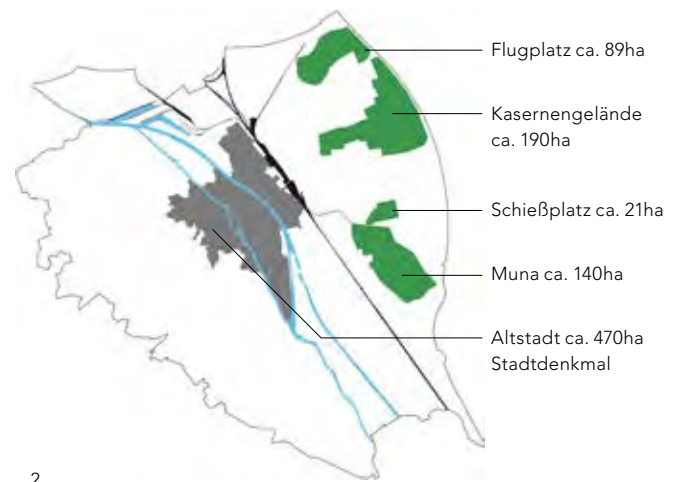 Flugplatz ca. 89ha
Kasernengelände
ca. 190ha
Schießplatz ca. 21ha
Muna ca. 140ha
Altstadt ca. 470ha
Stadtdenkmal
2